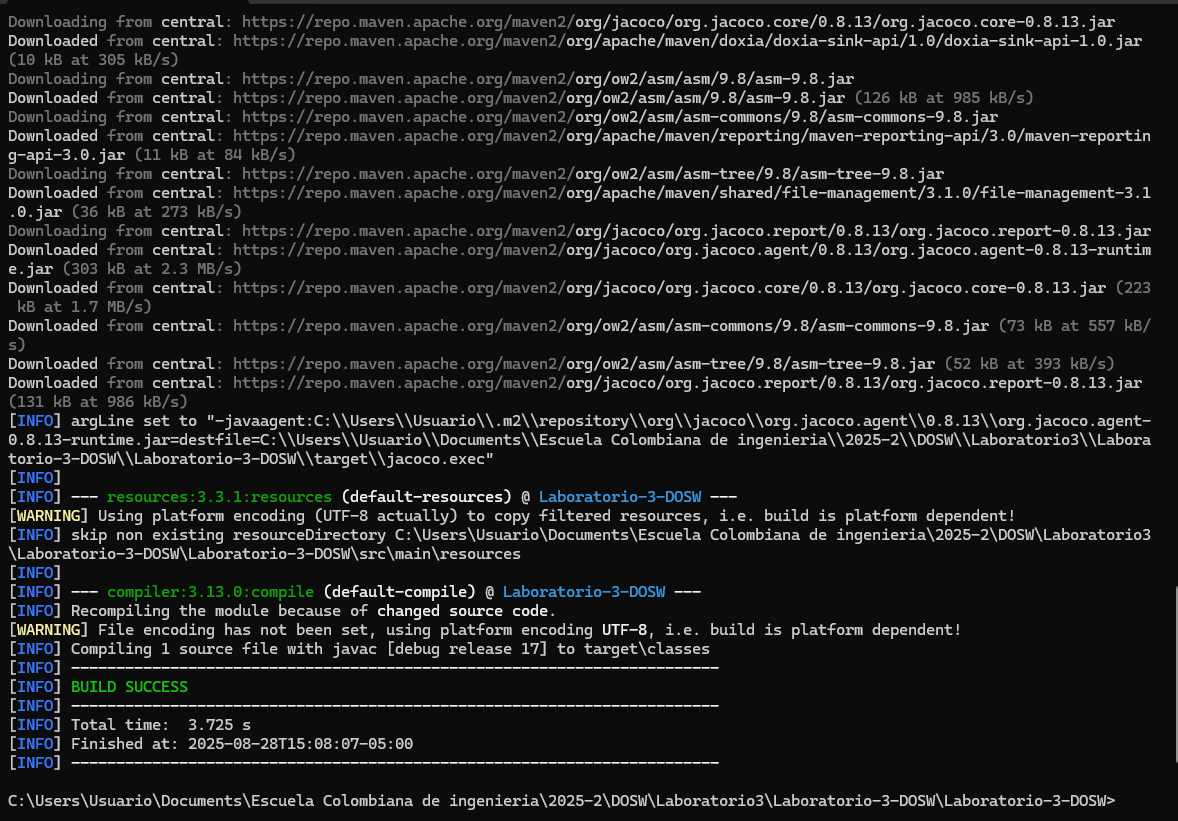 Downloading from central: https://repo.maven.apache.org/maven2/org/jacoco/org.jacoco.core/0.8.13/org.jacoco.core-0.8.13.jar
Downloaded from central: https://repo.maven.apache.org/maven2/org/apache/maven/doxia/doxia-sink-api/1.0/doxia-sink-api-1.0.jar
(10 kB at 305 kB/s)
Downloading from central: https://repo.maven.apache.org/maven2/org/ow2/asm/asm/9.8/asm-9.8.jar
Downloaded from central: https://repo.maven.apache.org/maven2/org/ow2/asm/asm/9.8/asm-9.8.jar (126 kB at 985 kB/s)
Downloading from central: https://repo.maven.apache.org/maven2/org/ow2/asm/asm-commons/9.8/asm-commons-9.8.jar
Downloaded from central: https://repo.maven.apache.org/maven2/org/apache/maven/reporting/maven-reporting-api/3.0/maven-reportin
g-api-3.0.jar (11 kB at 84 kB/s)
Downloading from central: https://repo.maven.apache.org/maven2/org/ow2/asm/asm-tree/9.8/asm-tree-9.8.jar
Downloaded from central: https://repo.maven.apache.org/maven2/org/apache/maven/shared/file-management/3.1.0/file-management-3.1
.0.jar (36 kB at 273 kB/s)
Downloading from central: https://repo.maven.apache.org/maven2/org/jacoco/org.jacoco.report/0.8.13/org.jacoco.report-0.8.13.jar
Downloaded from central: https://repo.maven.apache.org/maven2/org/jacoco/org.jacoco.agent/0.8.13/org.jacoco.agent-0.8.13-runtim
e.jar (303 kB at 2.3 MB/s)
Downloaded from central: https://repo.maven.apache.org/maven2/org/jacoco/org.jacoco.core/0.8.13/org.jacoco.core-0.8.13.jar (223
 kB at 1.7 MB/s)
Downloaded from central: https://repo.maven.apache.org/maven2/org/ow2/asm/asm-commons/9.8/asm-commons-9.8.jar (73 kB at 557 kB/
s)
Downloaded from central: https://repo.maven.apache.org/maven2/org/ow2/asm/asm-tree/9.8/asm-tree-9.8.jar (52 kB at 393 kB/s)
Downloaded from central: https://repo.maven.apache.org/maven2/org/jacoco/org.jacoco.report/0.8.13/org.jacoco.report-0.8.13.jar
(131 kB at 986 kB/s)
[INFO] argLine set to "-javaagent:C:\\Users\\Usuario\\.m2\\repository\\org\\jacoco\\org.jacoco.agent\\0.8.13\\org.jacoco.agent-
0.8.13-runtime.jar=destfile=C:\\Users\\Usuario\\Documents\\Escuela Colombiana de ingenieria\\2025-2\\DOSW\\Laboratorio3\\Labora
torio-3-DOSW\\Laboratorio-3-DOSW\\target\\jacoco.exec"
[INFO]
[INFO] --- resources:3.3.1:resources (default-resources) @ Laboratorio-3-DOSW ---
[WARNING] Using platform encoding (UTF-8 actually) to copy filtered resources, i.e. build is platform dependent!
[INFO] skip non existing resourceDirectory C:\Users\Usuario\Documents\Escuela Colombiana de ingenieria\2025-2\DOSW\Laboratorio3
\Laboratorio-3-DOSW\Laboratorio-3-DOSW\src\main\resources
[INFO]
[INFO] --- compiler:3.13.0:compile (default-compile) @ Laboratorio-3-DOSW ---
[INFO] Recompiling the module because of changed source code.
[WARNING] File encoding has not been set, using platform encoding UTF-8, i.e. build is platform dependent!
[INFO] Compiling 1 source file with javac [debug release 17] to target\classes
[INFO] ------------------------------------------------------------------------
[INFO] BUILD SUCCESS
[INFO] ------------------------------------------------------------------------
[INFO] Total time:  3.725 s
[INFO] Finished at: 2025-08-28T15:08:07-05:00
[INFO] ------------------------------------------------------------------------
C:\Users\Usuario\Documents\Escuela Colombiana de ingenieria\2025-2\DOSW\Laboratorio3\Laboratorio-3-DOSW\Laboratorio-3-DOSW>